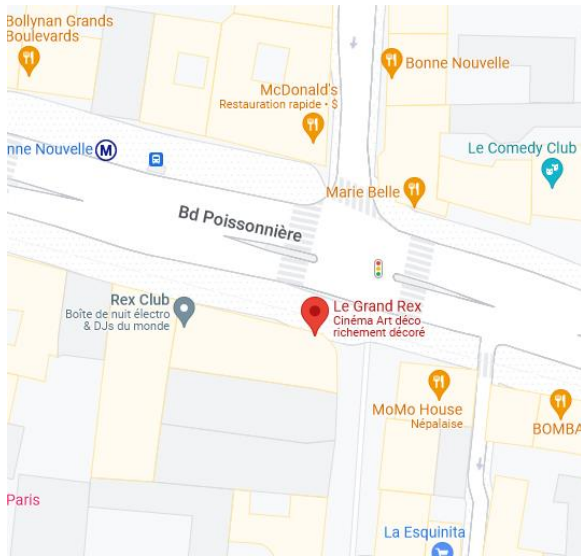 Bollynan Grands
Boulevards
Bonne Nouvelle
McDonald's
Restauration rapide • $
nne Nouvelle
M
Le Comedy Club
Marie Belle
Bd Poissonnière
Rex Club
Boîte de nuit électro
& DJs du monde
Le Grand Rex
Cinéma Art déco
richement décoré
MoMo House
Népalaise
BOMBA
Paris
La Esquinita